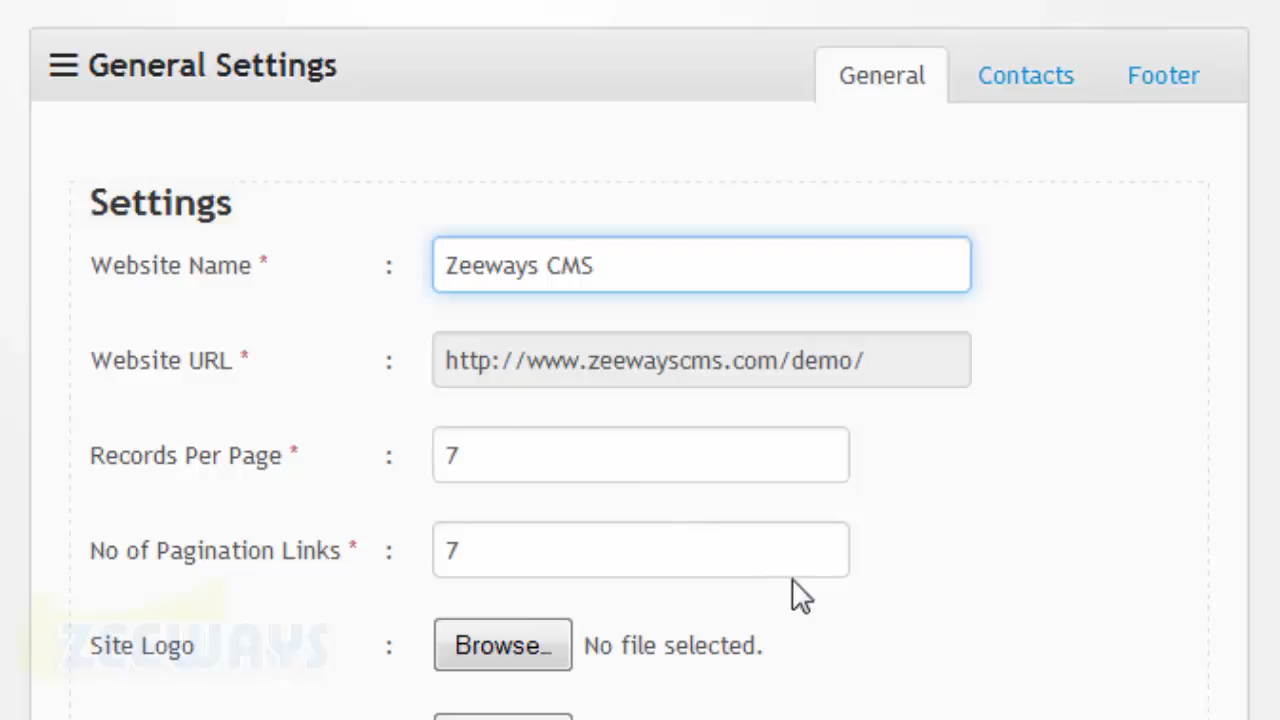 General Settings
General
Contacts
Footer
Settings
Website Name * : Zeeways CMS
Website URL * : http://www.zeewayscms.com/demo/
Records Per Page * : 7
No of Pagination Links * : 7
Site Logo : Browse… No file selected.
ZEEWAYS